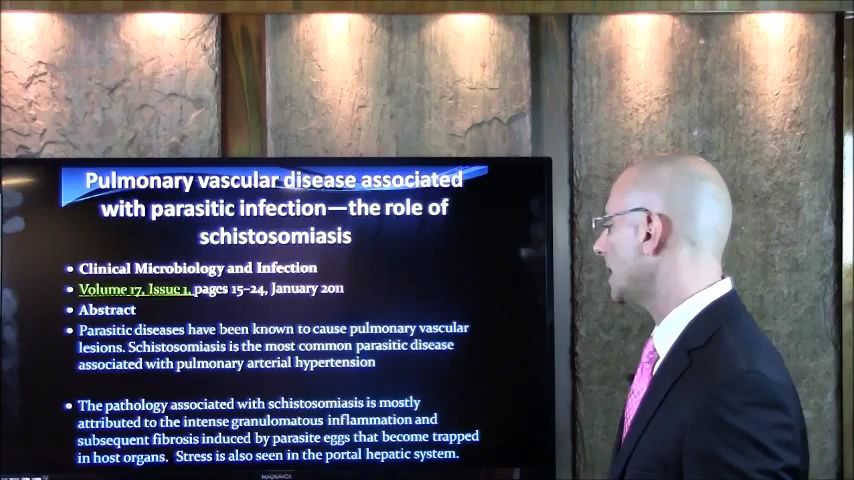 Pulmonary vascular disease associated
with parasitic infection—the role of
schistosomiasis
• Clinical Microbiology and Infection
• Volume 17, Issue 1, pages 15–24, January 2011
• Abstract
• Parasitic diseases have been known to cause pulmonary vascular
lesions. Schistosomiasis is the most common parasitic disease
associated with pulmonary arterial hypertension
• The pathology associated with schistosomiasis is mostly
attributed to the intense granulomatous inflammation and
subsequent fibrosis induced by parasite eggs that become trapped
in host organs. Stress is also seen in the portal hepatic system.
MAGNAVOX